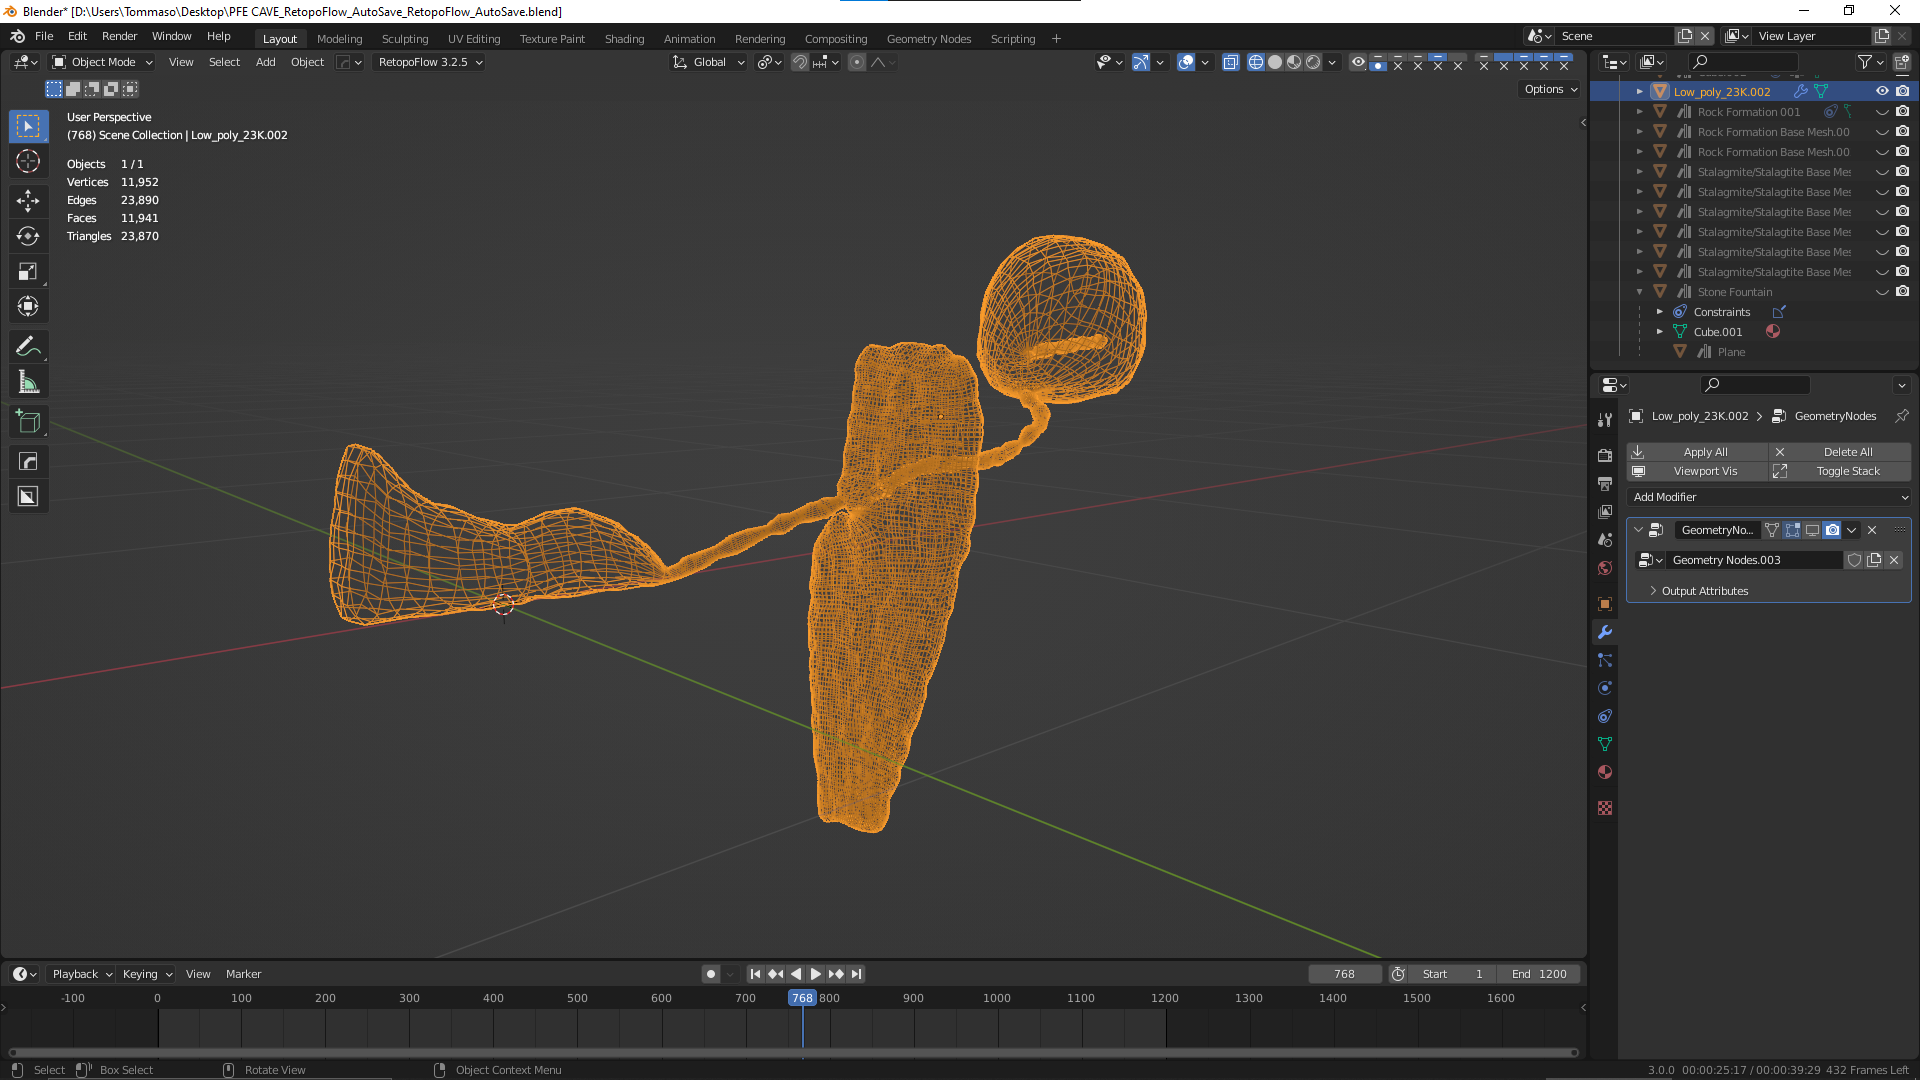 Blender* [D:\Users\Tommaso\Desktop\PFE CAVE_RetopoFlow_AutoSave_RetopoFlow_AutoSave.blend]
File Edit Render Window Help Layout Modeling Sculpting UV Editing Texture Paint Shading Animation Rendering Compositing Geometry Nodes Scripting + Scene View Layer
Object Mode View Select Add Object RetopoFlow 3.2.5 Global
Options
User Perspective
(768) Scene Collection | Low_poly_23K.002
Objects 1 / 1
Vertices 11,952
Edges 23,890
Faces 11,941
Triangles 23,870
Low_poly_23K.002
Rock Formation 001
Rock Formation Base Mesh.00
Rock Formation Base Mesh.00
Stalagmite/Stalagtite Base Mes
Stalagmite/Stalagtite Base Mes
Stalagmite/Stalagtite Base Mes
Stalagmite/Stalagtite Base Mes
Stalagmite/Stalagtite Base Mes
Stalagmite/Stalagtite Base Mes
Stone Fountain
Constraints
Cube.001
Plane
Low_poly_23K.002 > GeometryNodes
Apply All Delete All
Viewport Vis Toggle Stack
Add Modifier
GeometryNo...
Geometry Nodes.003
Output Attributes
Playback Keying View Marker 768 Start 1 End 1200
-100 0 100 200 300 400 500 600 700 768 800 900 1000 1100 1200 1300 1400 1500 1600
Select Box Select Rotate View Object Context Menu 3.0.0 00:00:25:17 / 00:00:39:29 432 Frames Left